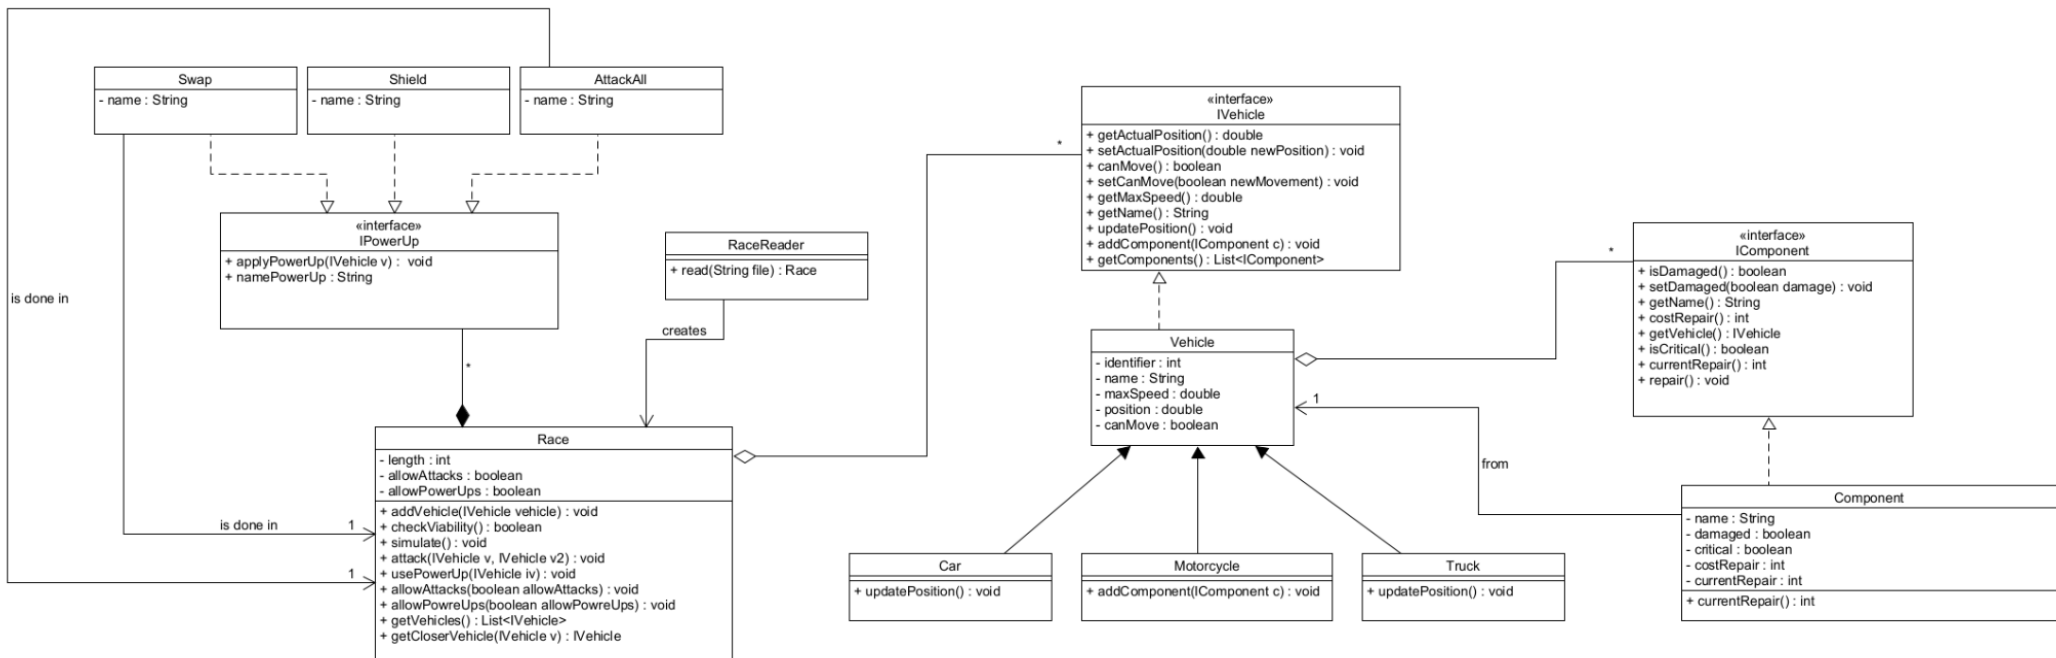 Swap
- name : String
Shield
- name : String
AttackAll
- name : String
is done in
«interface»
IPowerUp
+ applyPowerUp(IVehicle v) : void
+ namePowerUp : String
*
RaceReader
+ read(String file) : Race
creates
Race
- length : int
- allowAttacks : boolean
- allowPowerUps : boolean
+ addVehicle(IVehicle vehicle) : void
+ checkViability() : boolean
+ simulate() : void
+ attack(IVehicle v, IVehicle v2) : void
+ usePowerUp(IVehicle iv) : void
+ allowAttacks(boolean allowAttacks) : void
+ allowPowreUps(boolean allowPowreUps) : void
+ getVehicles() : List<IVehicle>
+ getCloserVehicle(IVehicle v) : IVehicle
is done in
1
1
*
«interface»
IVehicle
+ getActualPosition() : double
+ setActualPosition(double newPosition) : void
+ canMove() : boolean
+ setCanMove(boolean newMovement) : void
+ getMaxSpeed() : double
+ getName() : String
+ updatePosition() : void
+ addComponent(IComponent c) : void
+ getComponents() : List<IComponent>
Vehicle
- identifier : int
- name : String
- maxSpeed : double
- position : double
- canMove : boolean
1
from
*
Car
+ updatePosition() : void
Motorcycle
+ addComponent(IComponent c) : void
Truck
+ updatePosition() : void
«interface»
IComponent
+ isDamaged() : boolean
+ setDamaged(boolean damage) : void
+ getName() : String
+ costRepair() : int
+ getVehicle() : IVehicle
+ isCritical() : boolean
+ currentRepair() : int
+ repair() : void
Component
- name : String
- damaged : boolean
- critical : boolean
- costRepair : int
- currentRepair : int
+ currentRepair() : int